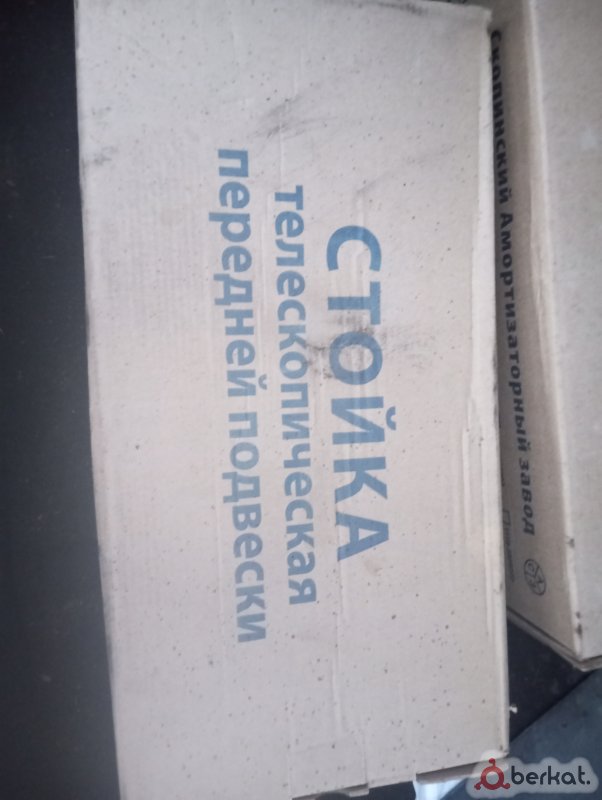 СТОЙКА
телескопическая
передней подвески
Скопинский Амортизаторный завод
berkat.